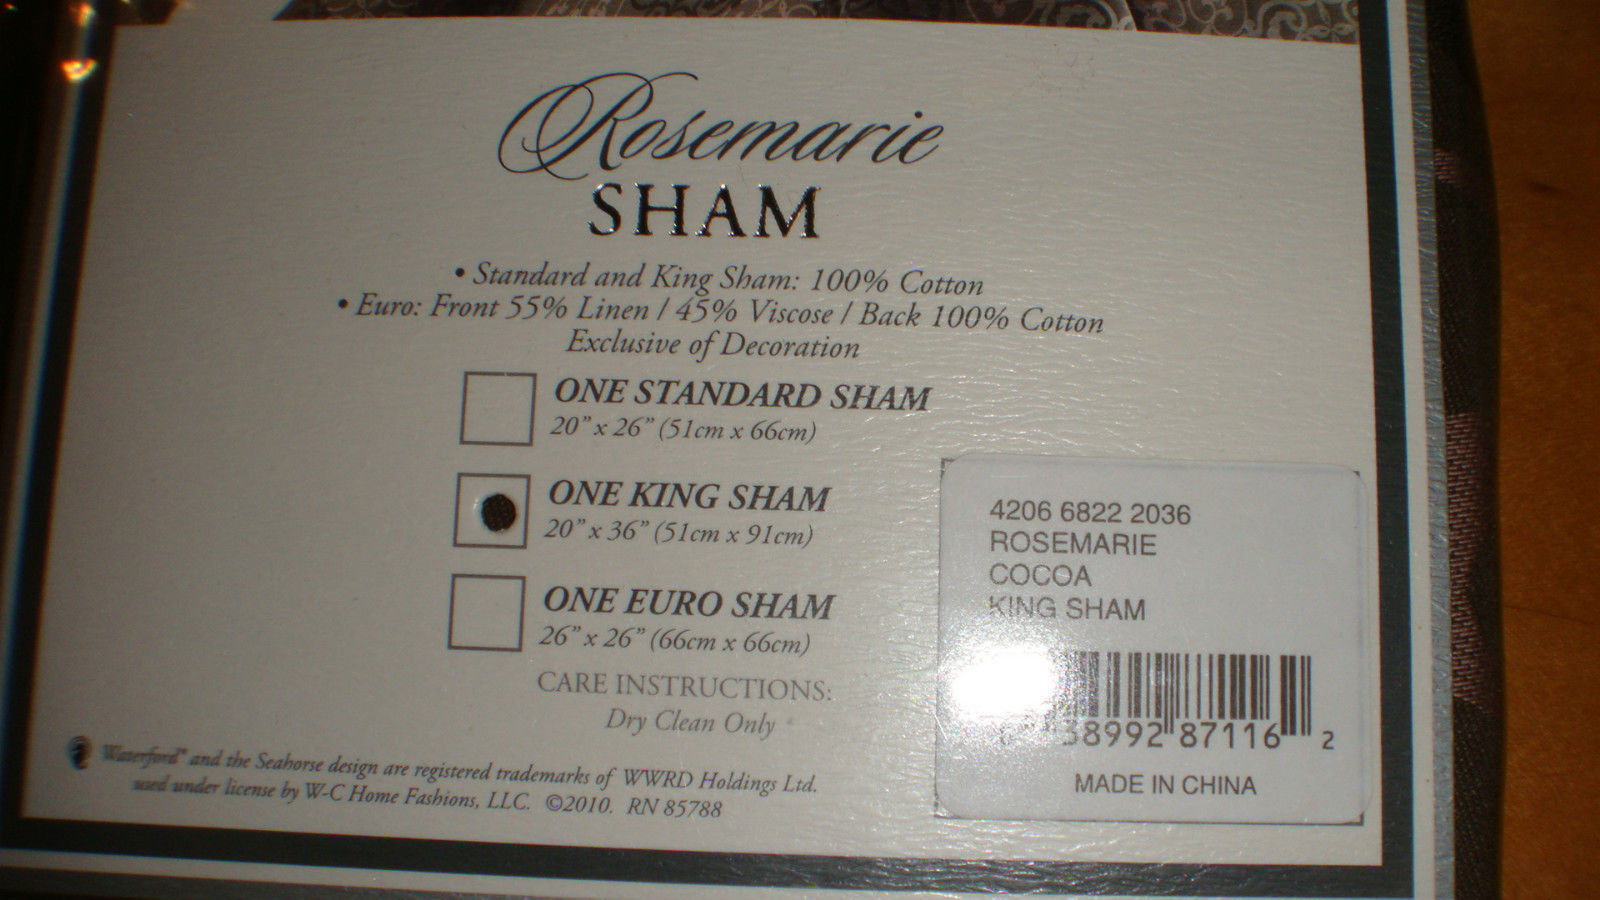 Rosemarie
SHAM
• Standard and King Sham: 100% Cotton
• Euro: Front 55% Linen / 45% Viscose / Back 100% Cotton
Exclusive of Decoration
ONE STANDARD SHAM
20” x 26” (51cm x 66cm)
ONE KING SHAM
20” x 36” (51cm x 91cm)
ONE EURO SHAM
26” x 26” (66cm x 66cm)
CARE INSTRUCTIONS:
Dry Clean Only
Waterford® and the Seahorse design are registered trademarks of WWRD Holdings Ltd.
used under license by W-C Home Fashions, LLC. ©2010. RN 85788
4206 6822 2036
ROSEMARIE
COCOA
KING SHAM
38992 87116 2
MADE IN CHINA